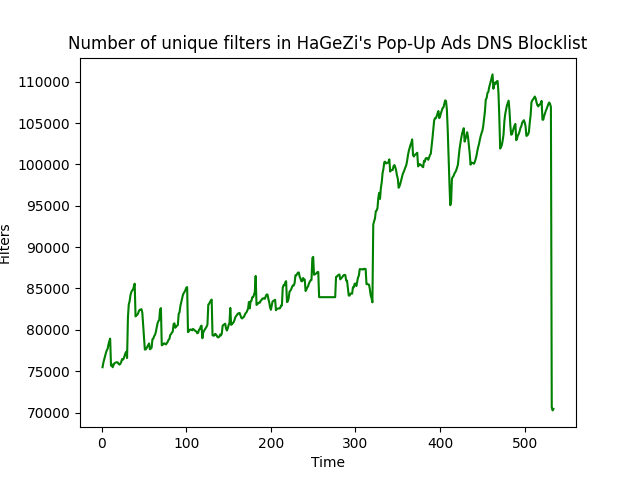 Number of unique filters in HaGeZi's Pop-Up Ads DNS Blocklist
110000
105000
100000
95000
90000
85000
80000
75000
70000
Filters
0 100 200 300 400 500
Time